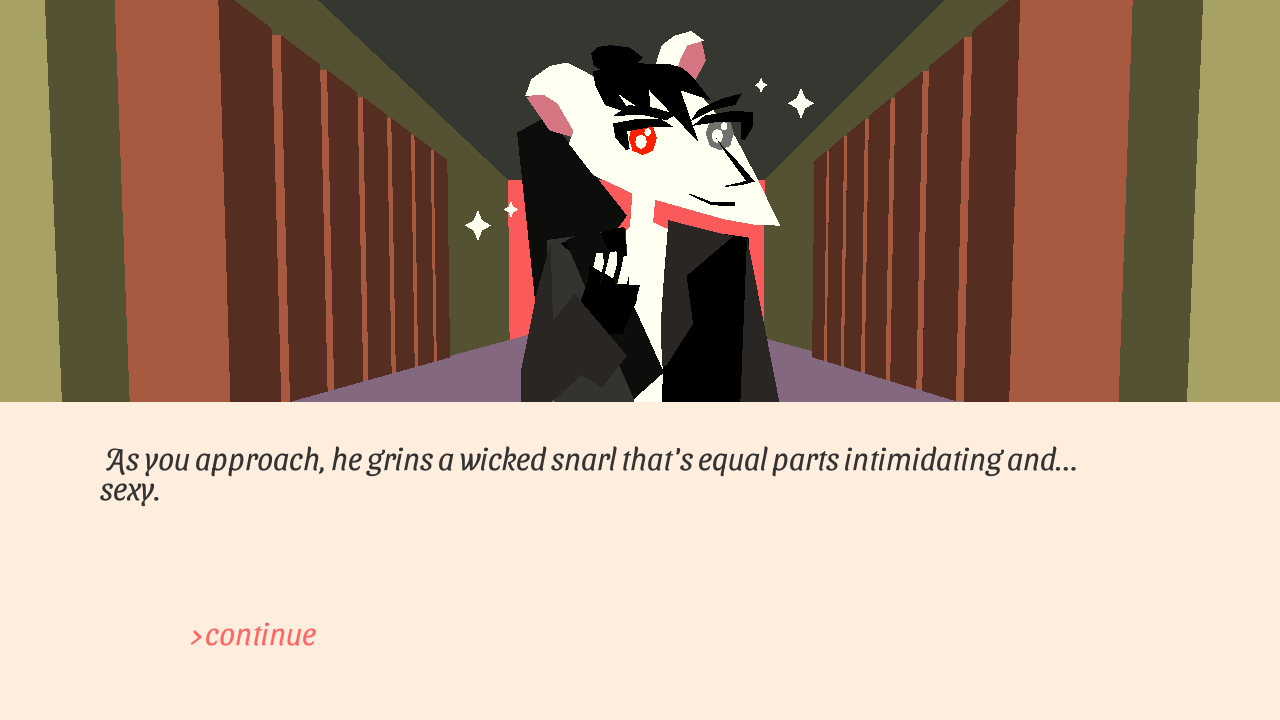 As you approach, he grins a wicked snarl that's equal parts intimidating and...
sexy.
>continue